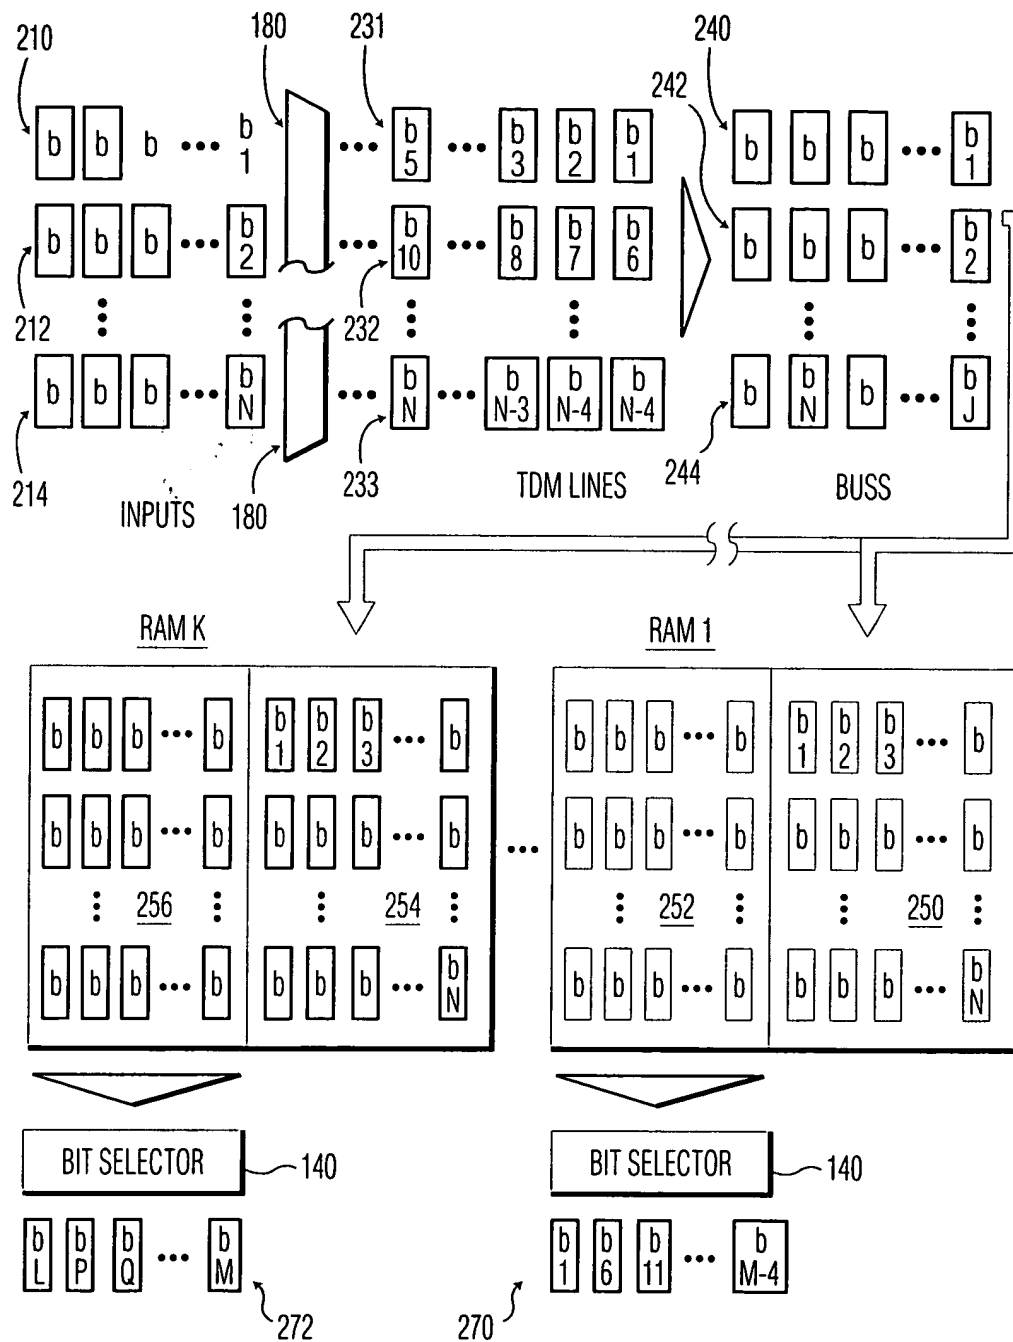 210 180 231 240
242
b b b ••• b 1 ••• b 5 ••• b 3 b 2 b 1 b b b ••• b 1
b b b ••• b 2 ••• b 10 ••• b 8 b 7 b 6 b b b ••• b 2
212 232
b b b ••• b N ••• b N ••• b N-3 b N-4 b N-4 b b N b ••• b J
214 180 233 244
INPUTS TDM LINES BUSS
RAM K RAM 1
b b b ••• b b 1 b 2 b 3 ••• b b b b ••• b b 1 b 2 b 3 ••• b
b b b ••• b b b b ••• b ••• b b b ••• b b b b ••• b
256 254 252 250
b b b ••• b b b b ••• b N b b b ••• b b b b ••• b N
BIT SELECTOR 140 BIT SELECTOR 140
b L b P b Q ••• b M b 1 b 6 b 11 ••• b M-4
272 270